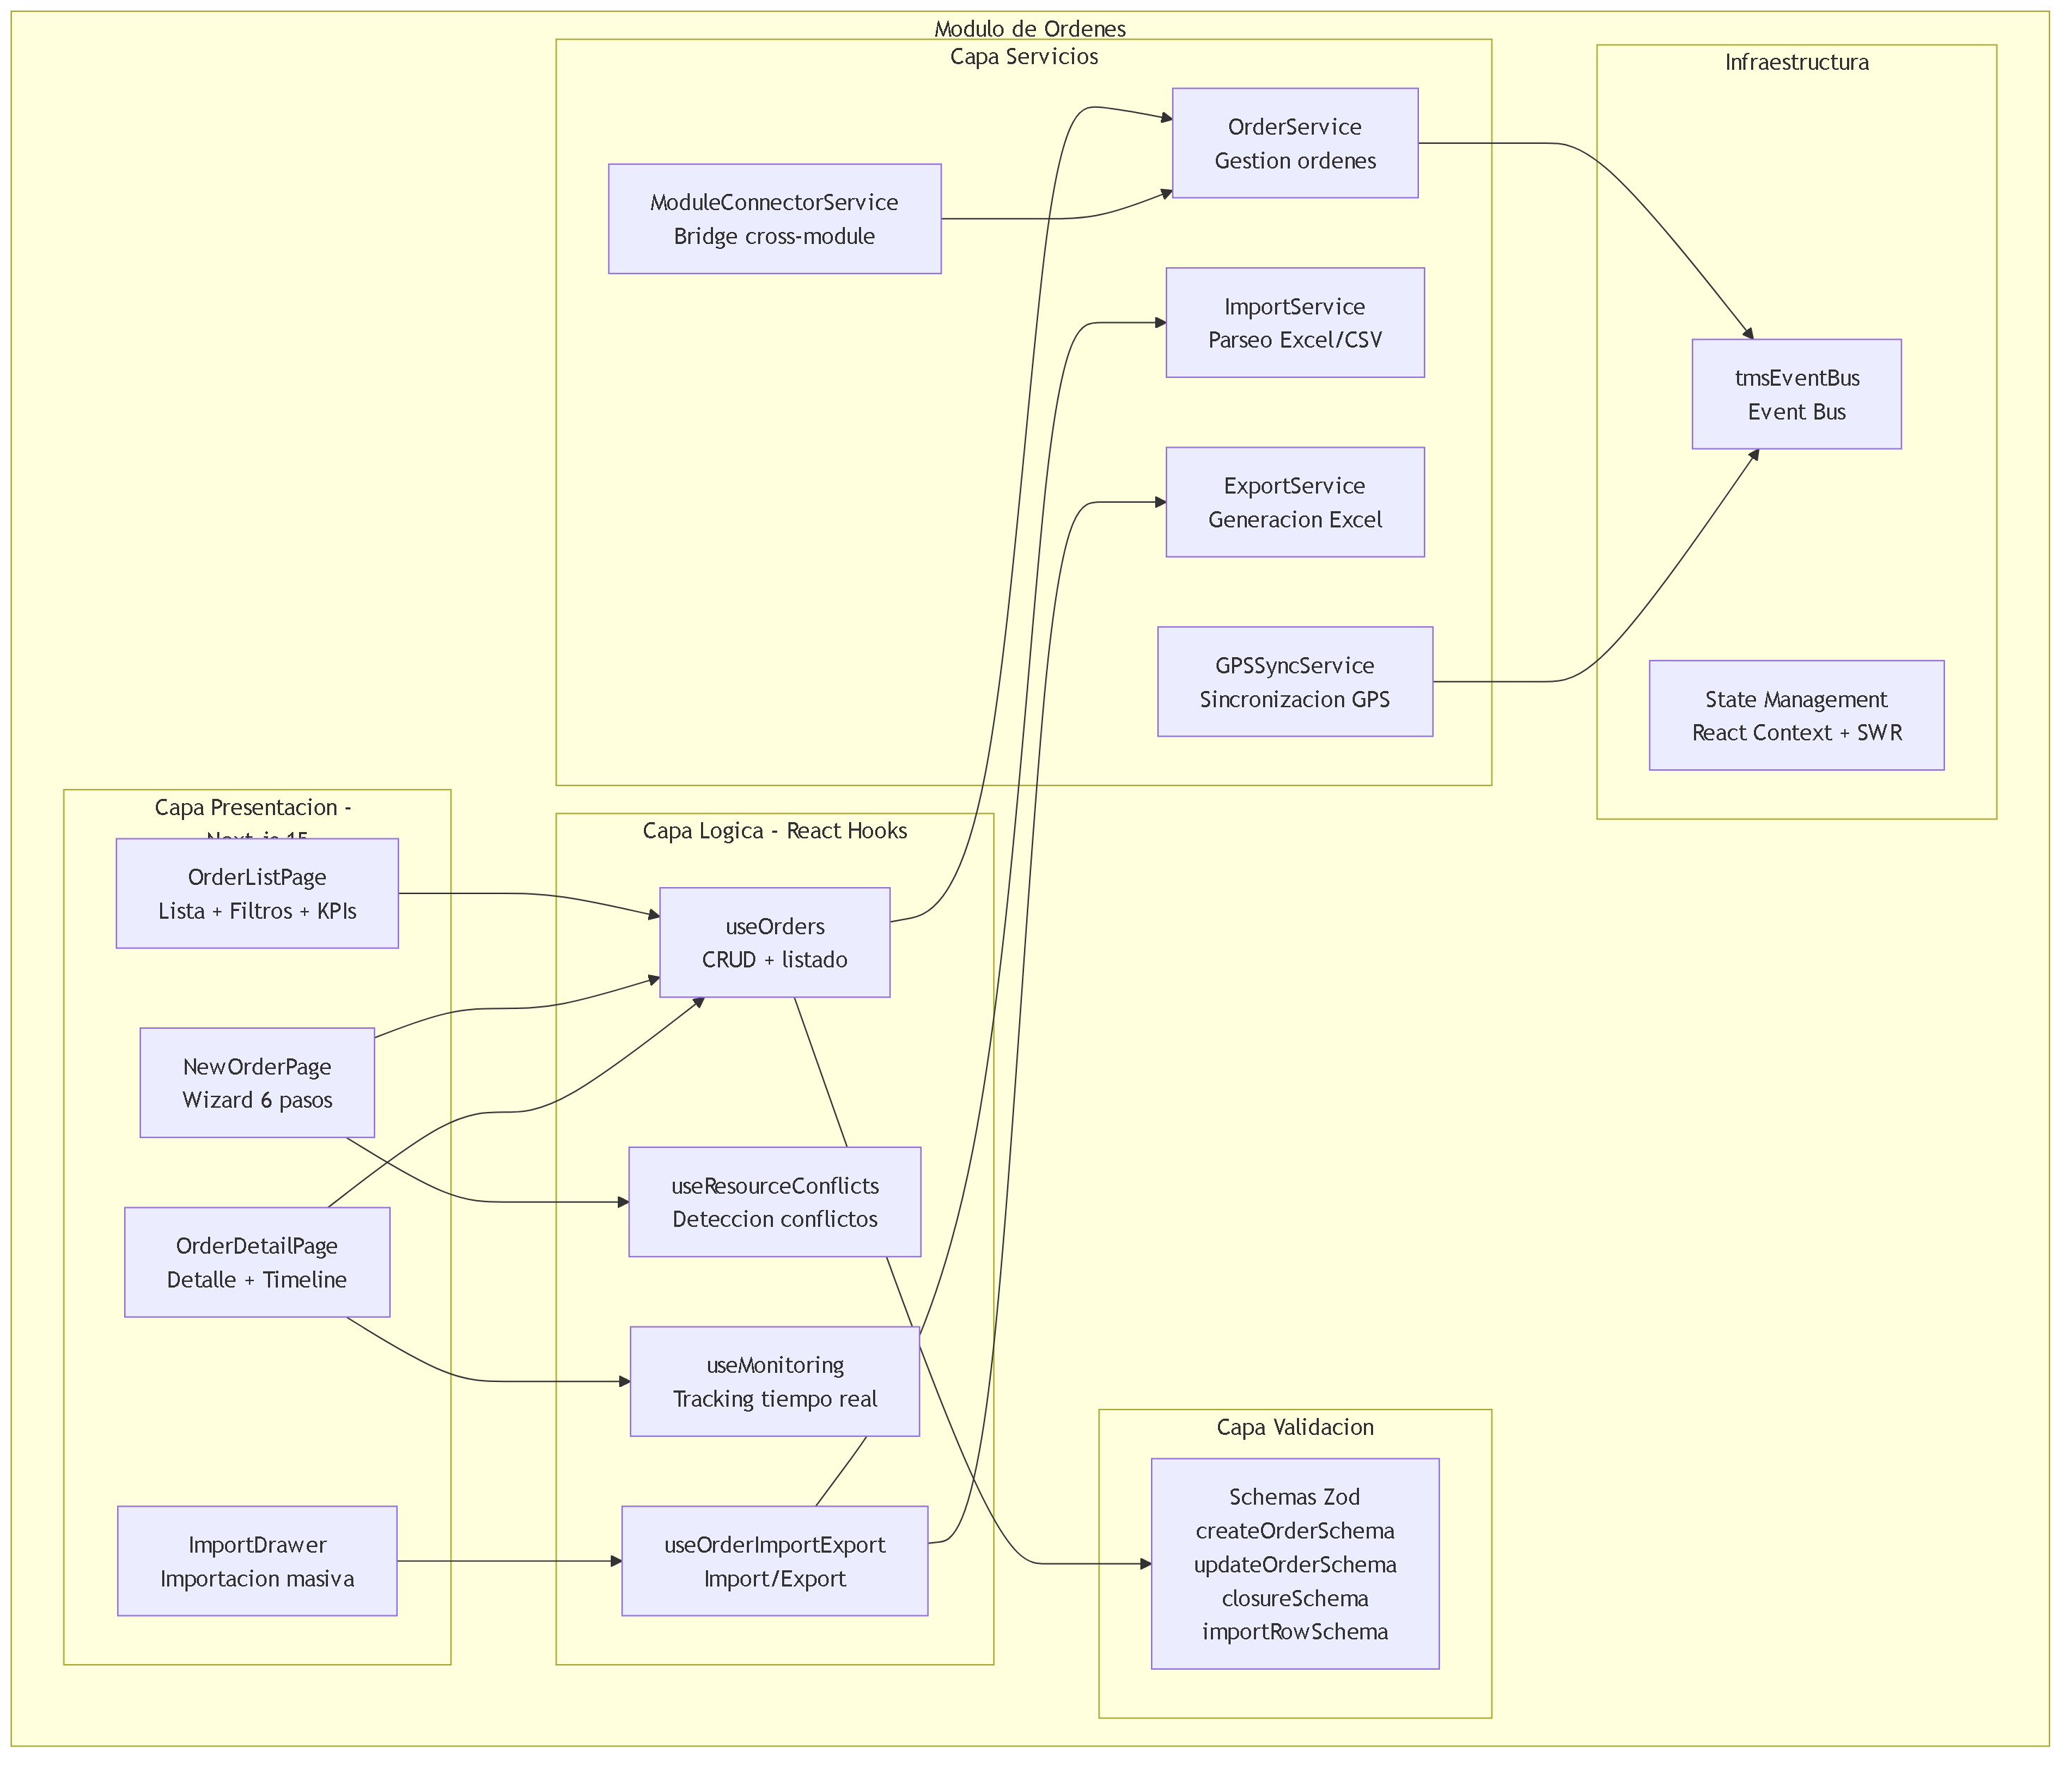 Modulo de Ordenes
Capa Servicios
OrderService
Gestion ordenes
ModuleConnectorService
Bridge cross-module
ImportService
Parseo Excel/CSV
ExportService
Generacion Excel
GPSSyncService
Sincronizacion GPS
Infraestructura
tmsEventBus
Event Bus
State Management
React Context + SWR
Capa Presentacion -
Next.js 15
OrderListPage
Lista + Filtros + KPIs
NewOrderPage
Wizard 6 pasos
OrderDetailPage
Detalle + Timeline
ImportDrawer
Importacion masiva
Capa Logica - React Hooks
useOrders
CRUD + listado
useResourceConflicts
Deteccion conflictos
useMonitoring
Tracking tiempo real
useOrderImportExport
Import/Export
Capa Validacion
Schemas Zod
createOrderSchema
updateOrderSchema
closureSchema
importRowSchema